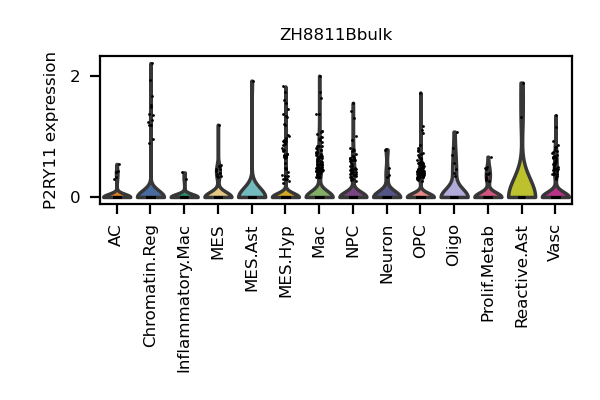 ZH8811Bbulk
P2RY11 expression
2
0
AC
Chromatin.Reg
Inflammatory.Mac
MES
MES.Ast
MES.Hyp
Mac
NPC
Neuron
OPC
Oligo
Prolif.Metab
Reactive.Ast
Vasc